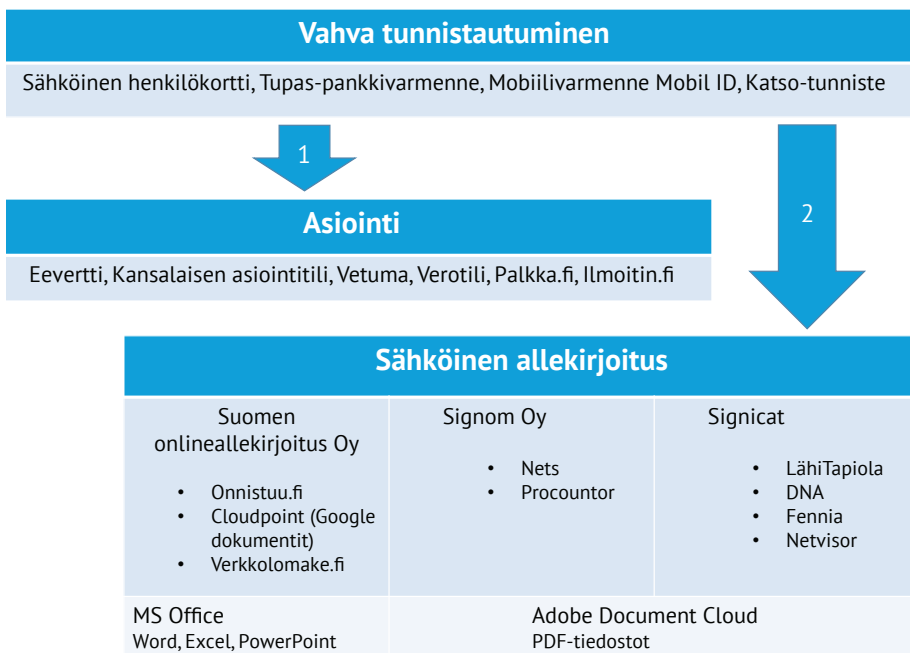 Vahva tunnistautuminen
Sähköinen henkilökortti, Tupas-pankkivarmenne, Mobiilivarmenne Mobil ID, Katso-tunniste
1
2
Asiointi
Eevertti, Kansalaisen asiointitili, Vetuma, Verotili, Palkka.fi, Ilmoitin.fi
Sähköinen allekirjoitus
Suomen
onlineallekirjoitus Oy
• Onnistuu.fi
• Cloudpoint (Google
dokumentit)
• Verkkolomake.fi
Signom Oy
• Nets
• Procountor
Signicat
• LähiTapiola
• DNA
• Fennia
• Netvisor
MS Office
Word, Excel, PowerPoint
Adobe Document Cloud
PDF-tiedostot